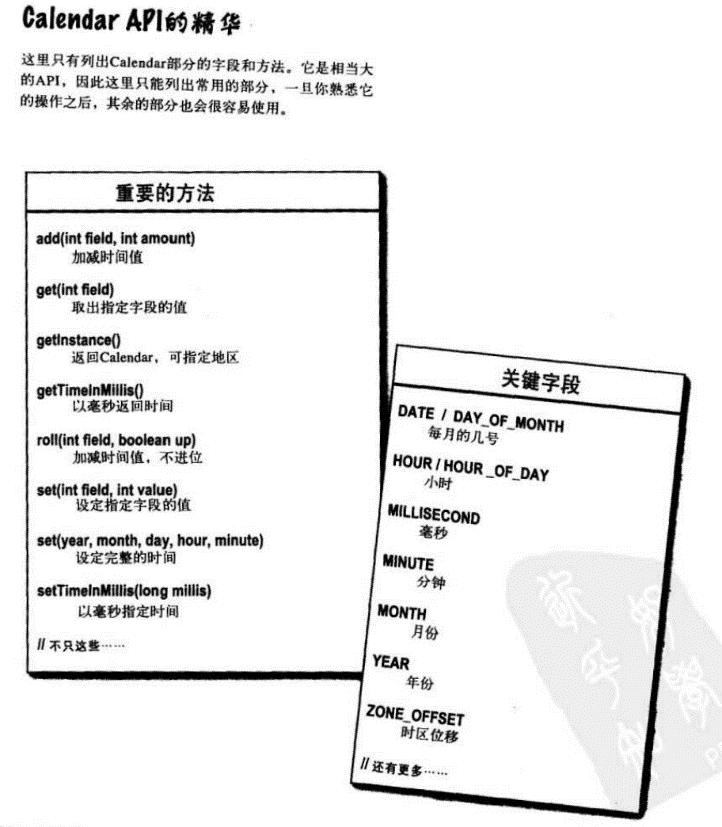 Calendar API的精华
这里只有列出Calendar部分的字段和方法。它是相当大
的API，因此这里只能列出常用的部分，一旦你熟悉它
的操作之后，其余的部分也会很容易使用。
重要的方法
add(int field, int amount)
加减时间值
get(int field)
取出指定字段的值
getInstance()
返回Calendar，可指定地区
getTimeInMillis()
以毫秒返回时间
roll(int field, boolean up)
加减时间值，不进位
set(int field, int value)
设定指定字段的值
set(year, month, day, hour, minute)
设定完整的时间
setTimeInMillis(long millis)
以毫秒指定时间
// 不只这些……
关键字段
DATE / DAY_OF_MONTH
每月的几号
HOUR / HOUR_OF_DAY
小时
MILLISECOND
毫秒
MINUTE
分钟
MONTH
月份
YEAR
年份
ZONE_OFFSET
时区位移
// 还有更多……